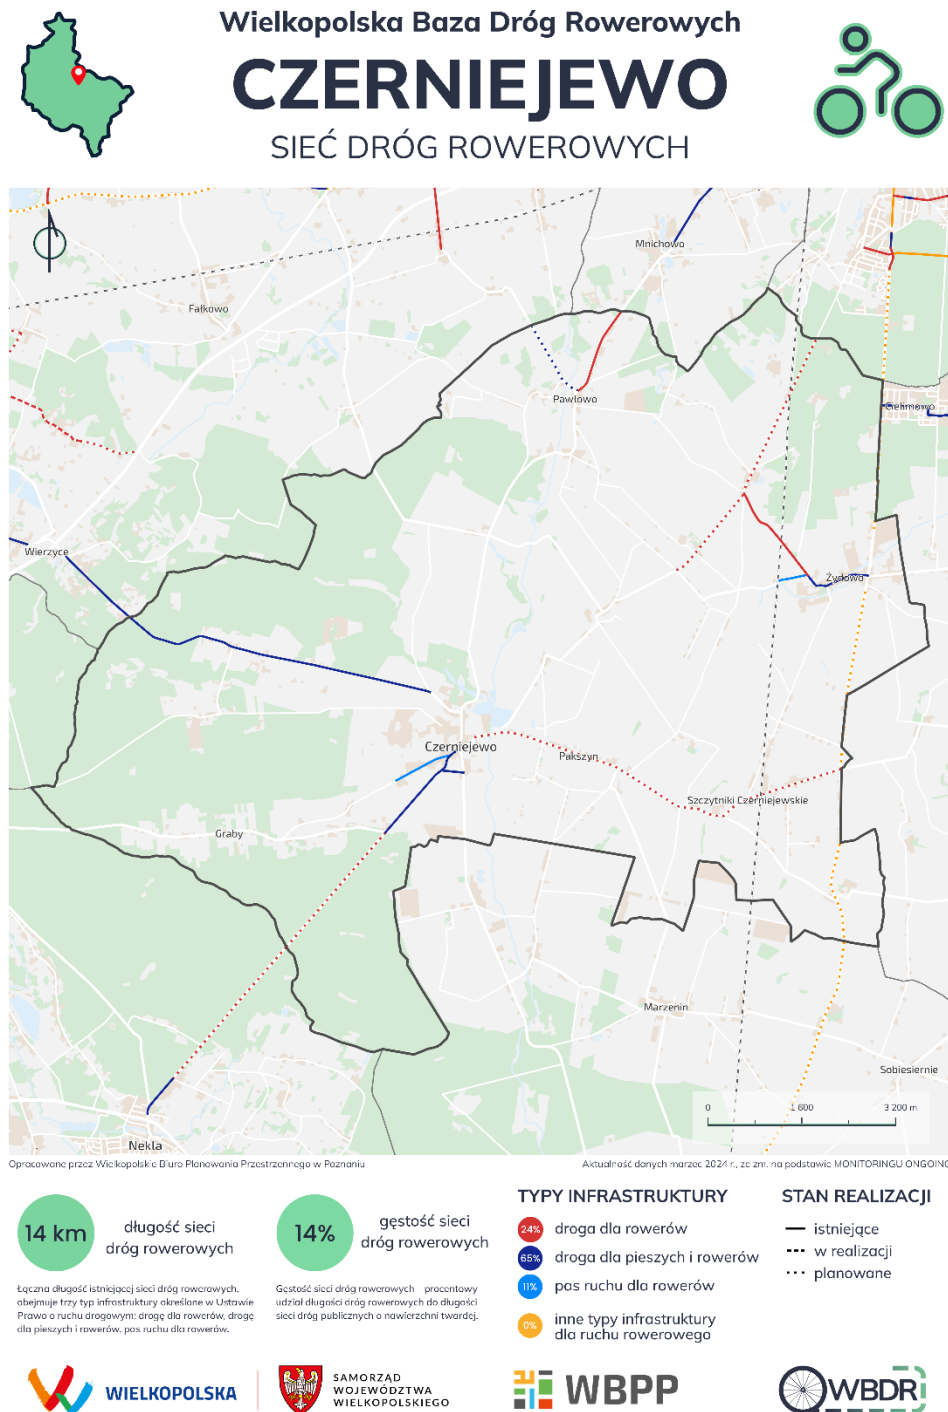 Wielkopolska Baza Dróg Rowerowych
CZERNIEJEWO
SIEĆ DRÓG ROWEROWYCH
Mnichowo
Fałkowo
Pawłowo
Cielimowo
Wierzyce
Żydowo
Czerniejewo
Pakszyn
Szczytniki Czerniejewskie
Graby
Marzenin
Sobiesiernie
Nekla
0
1 600
3 200 m
Opracowane przez Wielkopolskie Biuro Planowania Przestrzennego w Poznaniu
Aktualność danych marzec 2024 r., ze zm. na podstawie MONITORINGU ONGOING
14 km
długość sieci
dróg rowerowych
14%
gęstość sieci
dróg rowerowych
Łączna długość istniejącej sieci dróg rowerowych,
obejmuje trzy typ infrastruktury określone w Ustawie
Prawo o ruchu drogowym: drogę dla rowerów, drogę
dla pieszych i rowerów, pas ruchu dla rowerów.
Gęstość sieci dróg rowerowych procentowy
udział długości dróg rowerowych do długości
sieci dróg publicznych o nawierzchni twardej.
TYPY INFRASTRUKTURY
24% droga dla rowerów
65% droga dla pieszych i rowerów
11% pas ruchu dla rowerów
0% inne typy infrastruktury
dla ruchu rowerowego
STAN REALIZACJI
istniejące
w realizacji
planowane
WIELKOPOLSKA
SAMORZĄD
WOJEWÓDZTWA
WIELKOPOLSKIEGO
WBPP
WBDR